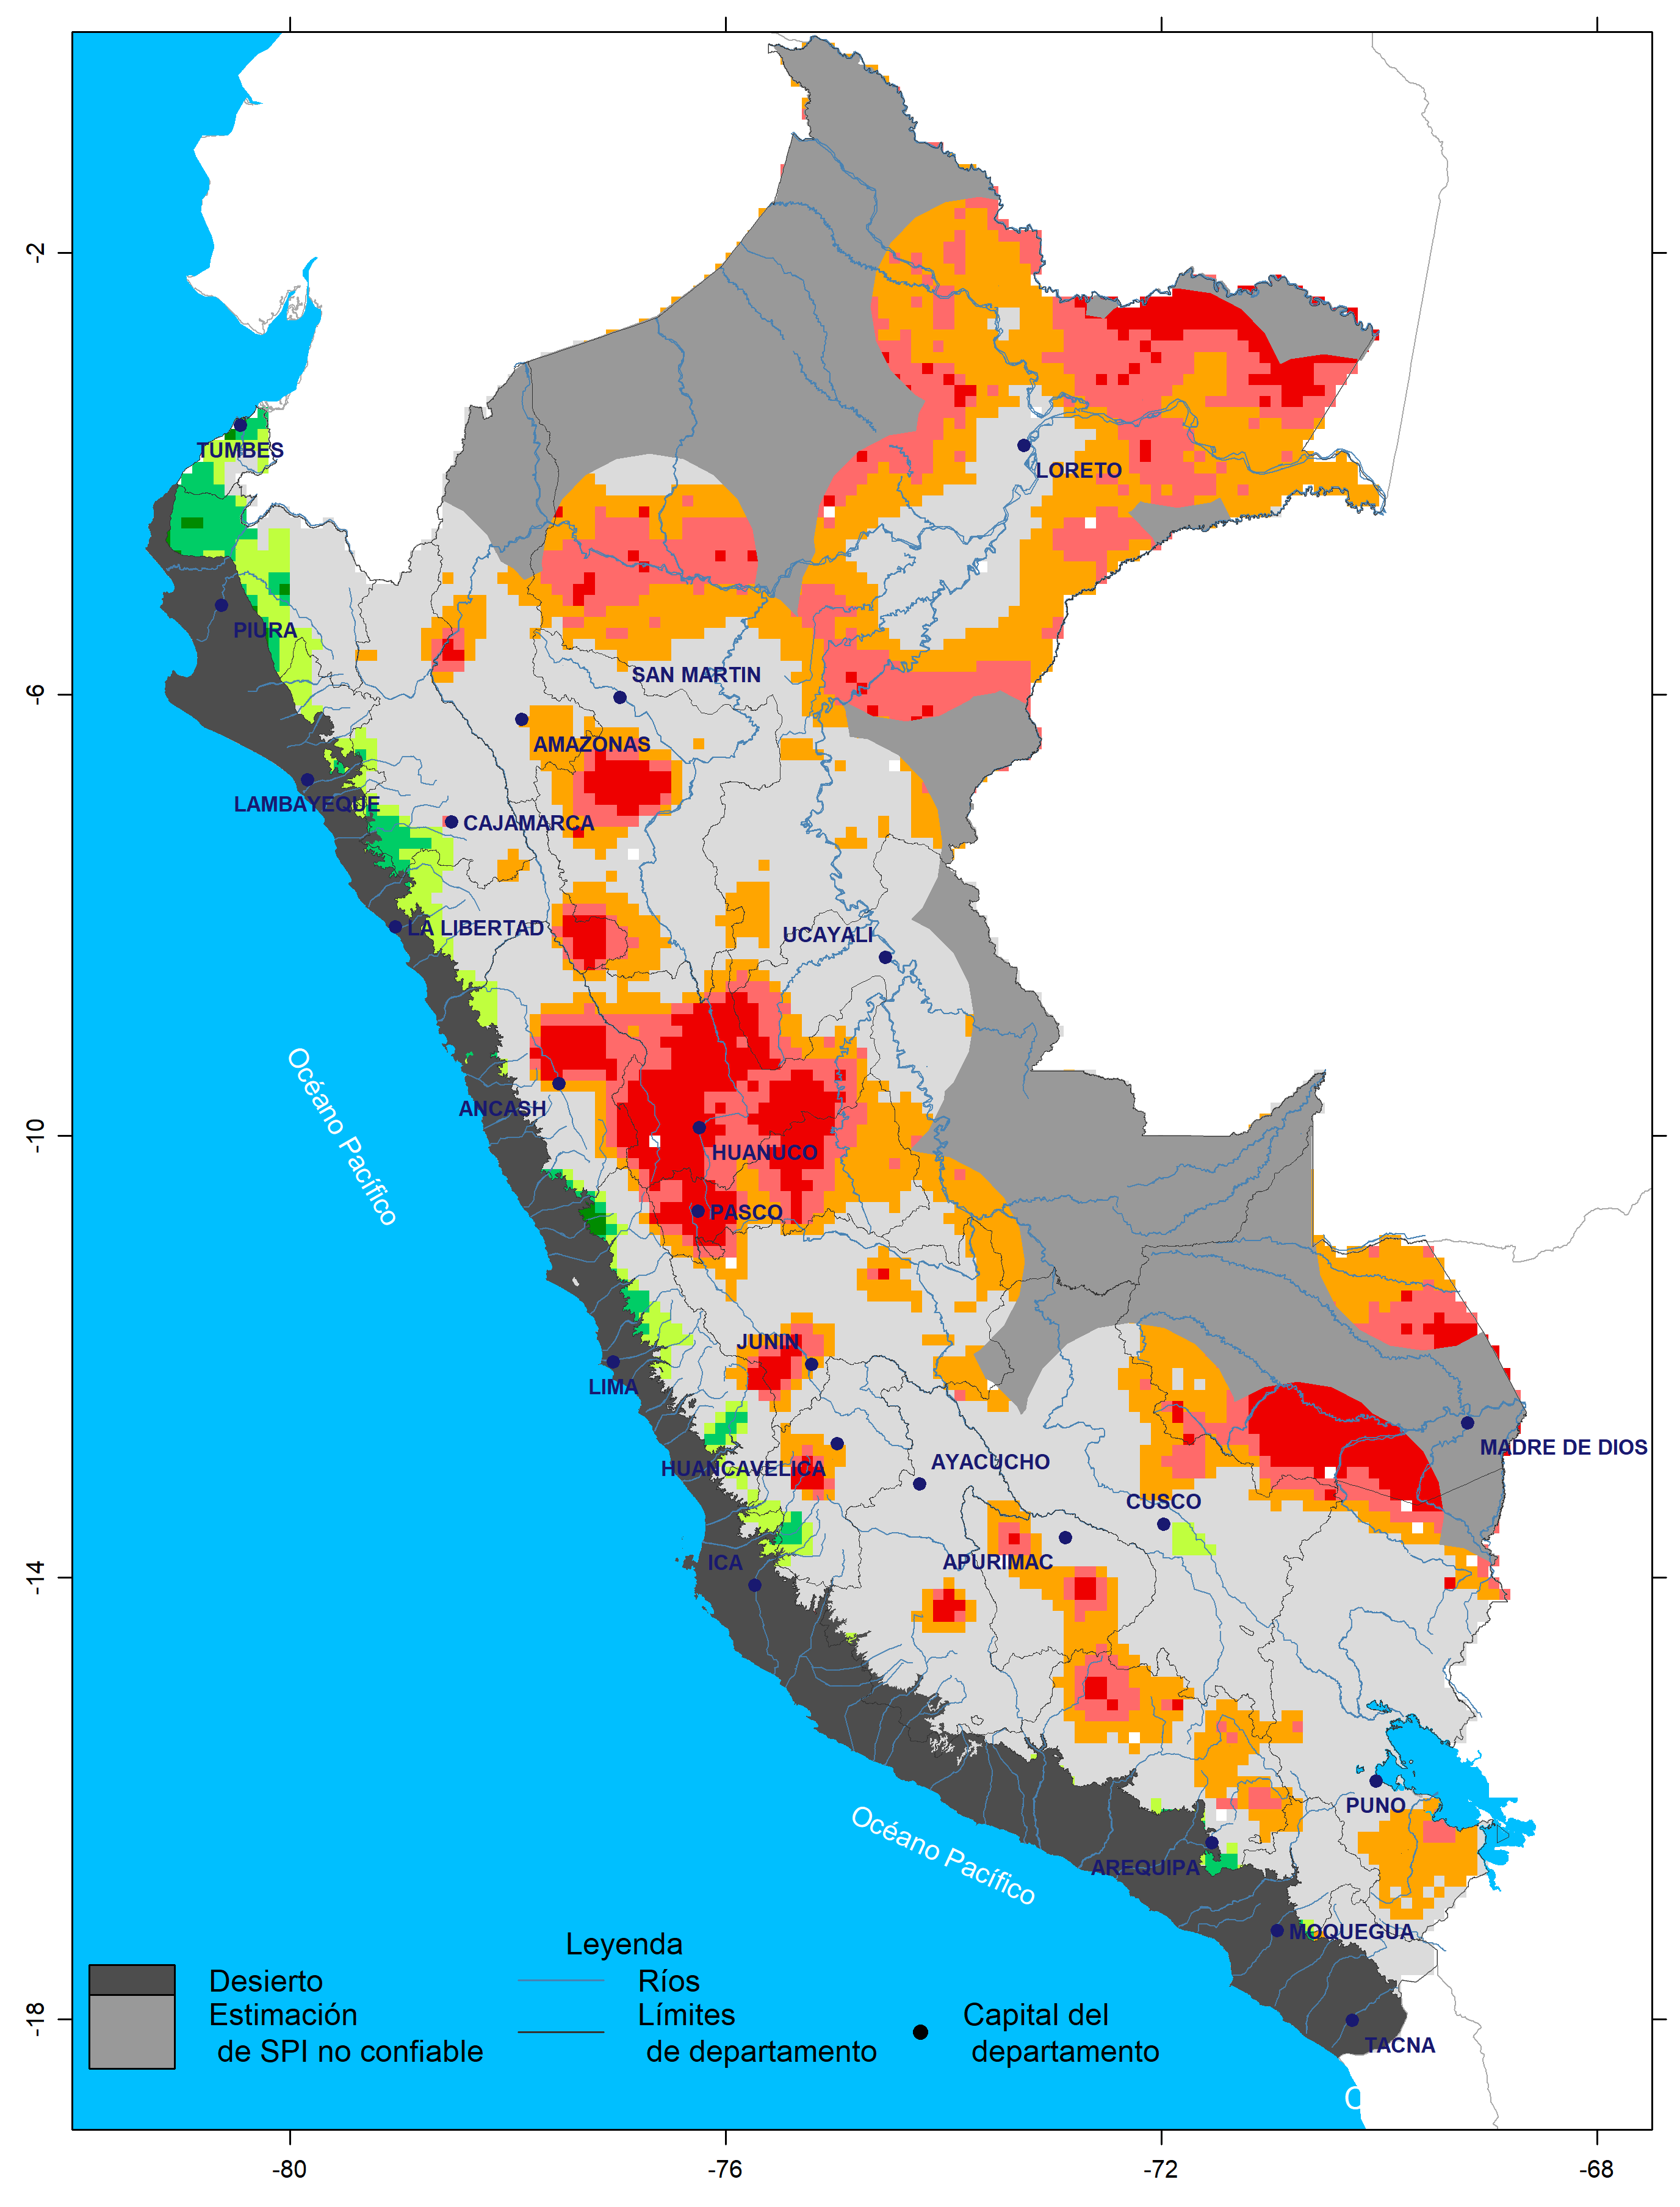 -2
-6
-10
-14
-18
TUMBES
LORETO
PIURA
SAN MARTIN
AMAZONAS
LAMBAYEQUE
CAJAMARCA
LA LIBERTAD
UCAYALI
ANCASH
HUANUCO
PASCO
Océano Pacífico
JUNIN
LIMA
MADRE DE DIOS
HUANCAVELICA
AYACUCHO
CUSCO
ICA
APURIMAC
PUNO
Océano Pacífico
AREQUIPA
MOQUEGUA
TACNA
Leyenda
Desierto
Estimación
de SPI no confiable
Ríos
Límites
de departamento
Capital del
departamento
-80
-76
-72
-68